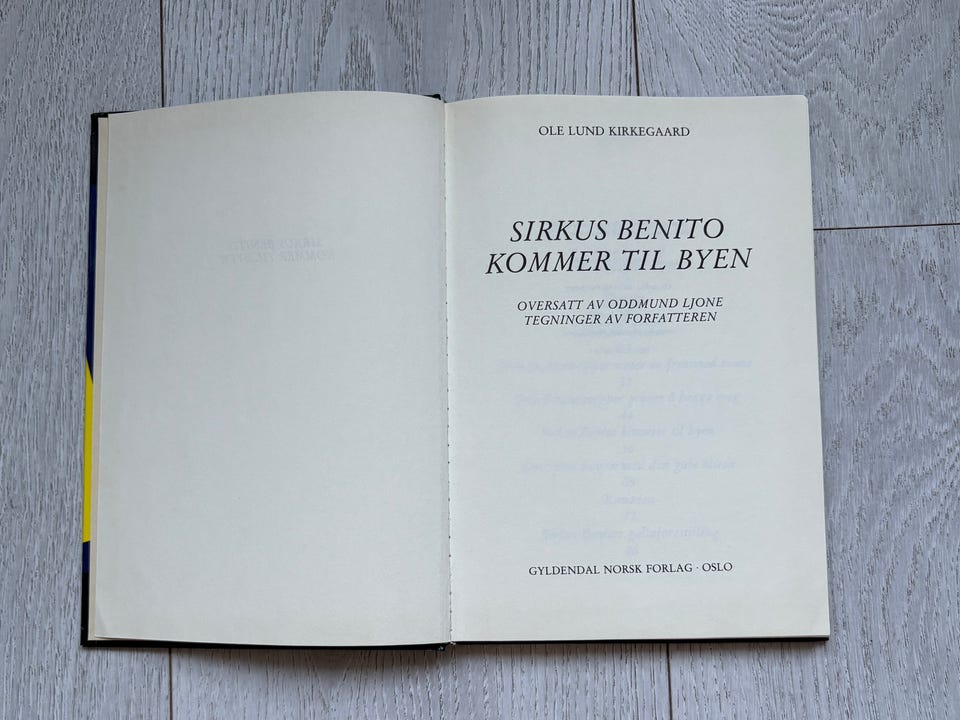 OLE LUND KIRKEGAARD
SIRKUS BENITO
KOMMER TIL BYEN
OVERSATT AV ODDMUND LJONE
TEGNINGER AV FORFATTEREN
GYLDENDAL NORSK FORLAG · OSLO